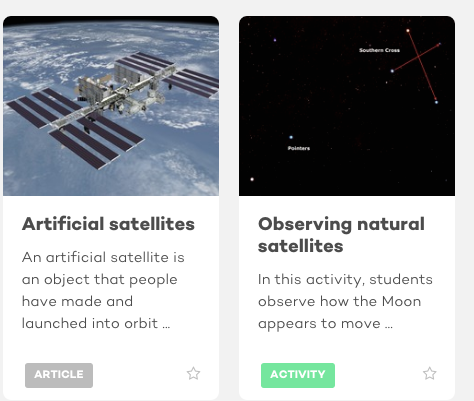 Southern Cross
Pointers
Artificial satellites
An artificial satellite is
an object that people
have made and
launched into orbit ...
ARTICLE
Observing natural
satellites
In this activity, students
observe how the Moon
appears to move ...
ACTIVITY